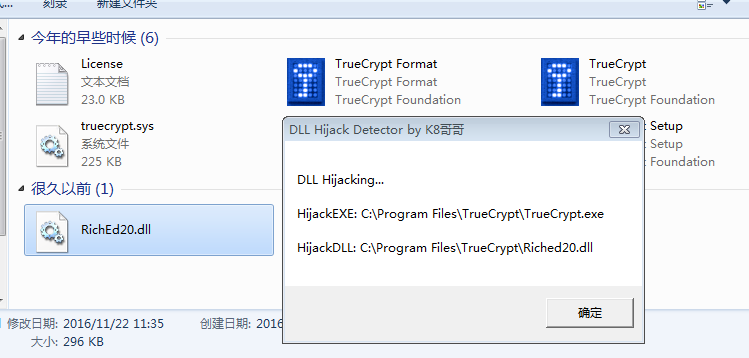 刻录
新建文件夹
今年的早些时候 (6)
License
文本文档
23.0 KB
TrueCrypt Format
TrueCrypt Format
TrueCrypt Foundation
TrueCrypt
TrueCrypt
TrueCrypt Foundation
truecrypt.sys
系统文件
225 KB
Setup
Setup
Foundation
很久以前 (1)
RichEd20.dll
DLL Hijack Detector by K8哥哥
DLL Hijacking...
HijackEXE: C:\Program Files\TrueCrypt\TrueCrypt.exe
HijackDLL: C:\Program Files\TrueCrypt\Riched20.dll
确定
修改日期: 2016/11/22 11:35
创建日期: 2016
大小: 296 KB